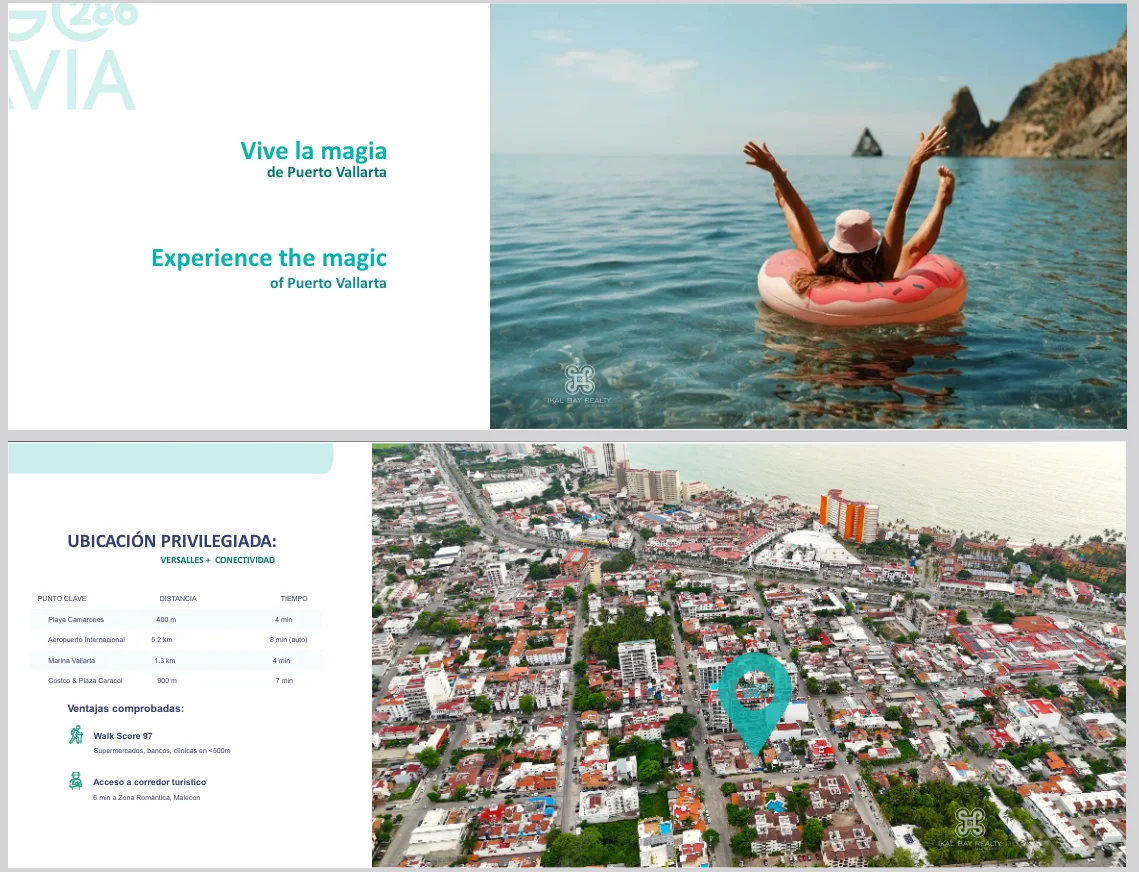 286
VIA
Vive la magia
de Puerto Vallarta
Experience the magic
of Puerto Vallarta
IKAL BAY REALTY
UBICACIÓN PRIVILEGIADA:
VERSALLES + CONECTIVIDAD
PUNTO CLAVE DISTANCIA TIEMPO
Playa Camarones 400 m 4 min
Aeropuerto Internacional 5.2 km 8 min (auto)
Marina Vallarta 1.3 km 4 min
Costco & Plaza Caracol 900 m 7 min
Ventajas comprobadas:
Walk Score 97
Supermercados, bancos, clínicas en <500m
Acceso a corredor turístico
6 min a Zona Romántica, Malecon
IKAL BAY REALTY